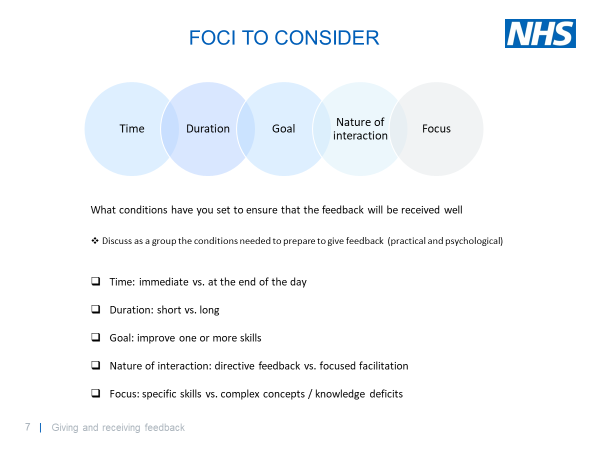 FOCI TO CONSIDER
NHS
Time
Duration
Goal
Nature of
interaction
Focus
What conditions have you set to ensure that the feedback will be received well
❖ Discuss as a group the conditions needed to prepare to give feedback (practical and psychological)
❑ Time: immediate vs. at the end of the day
❑ Duration: short vs. long
❑ Goal: improve one or more skills
❑ Nature of interaction: directive feedback vs. focused facilitation
❑ Focus: specific skills vs. complex concepts / knowledge deficits
7 | Giving and receiving feedback